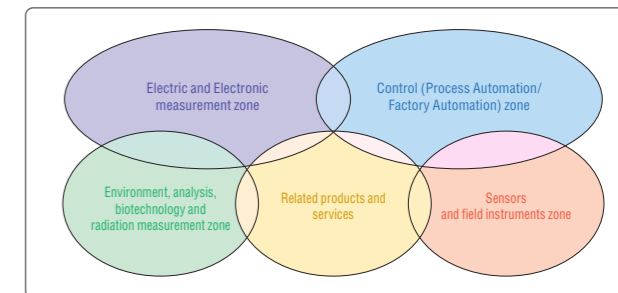 Electric and Electronic
measurement zone
Control (Process Automation/
Factory Automation) zone
Environment, analysis,
biotechnology and
radiation measurement zone
Related products and
services
Sensors
and field instruments zone